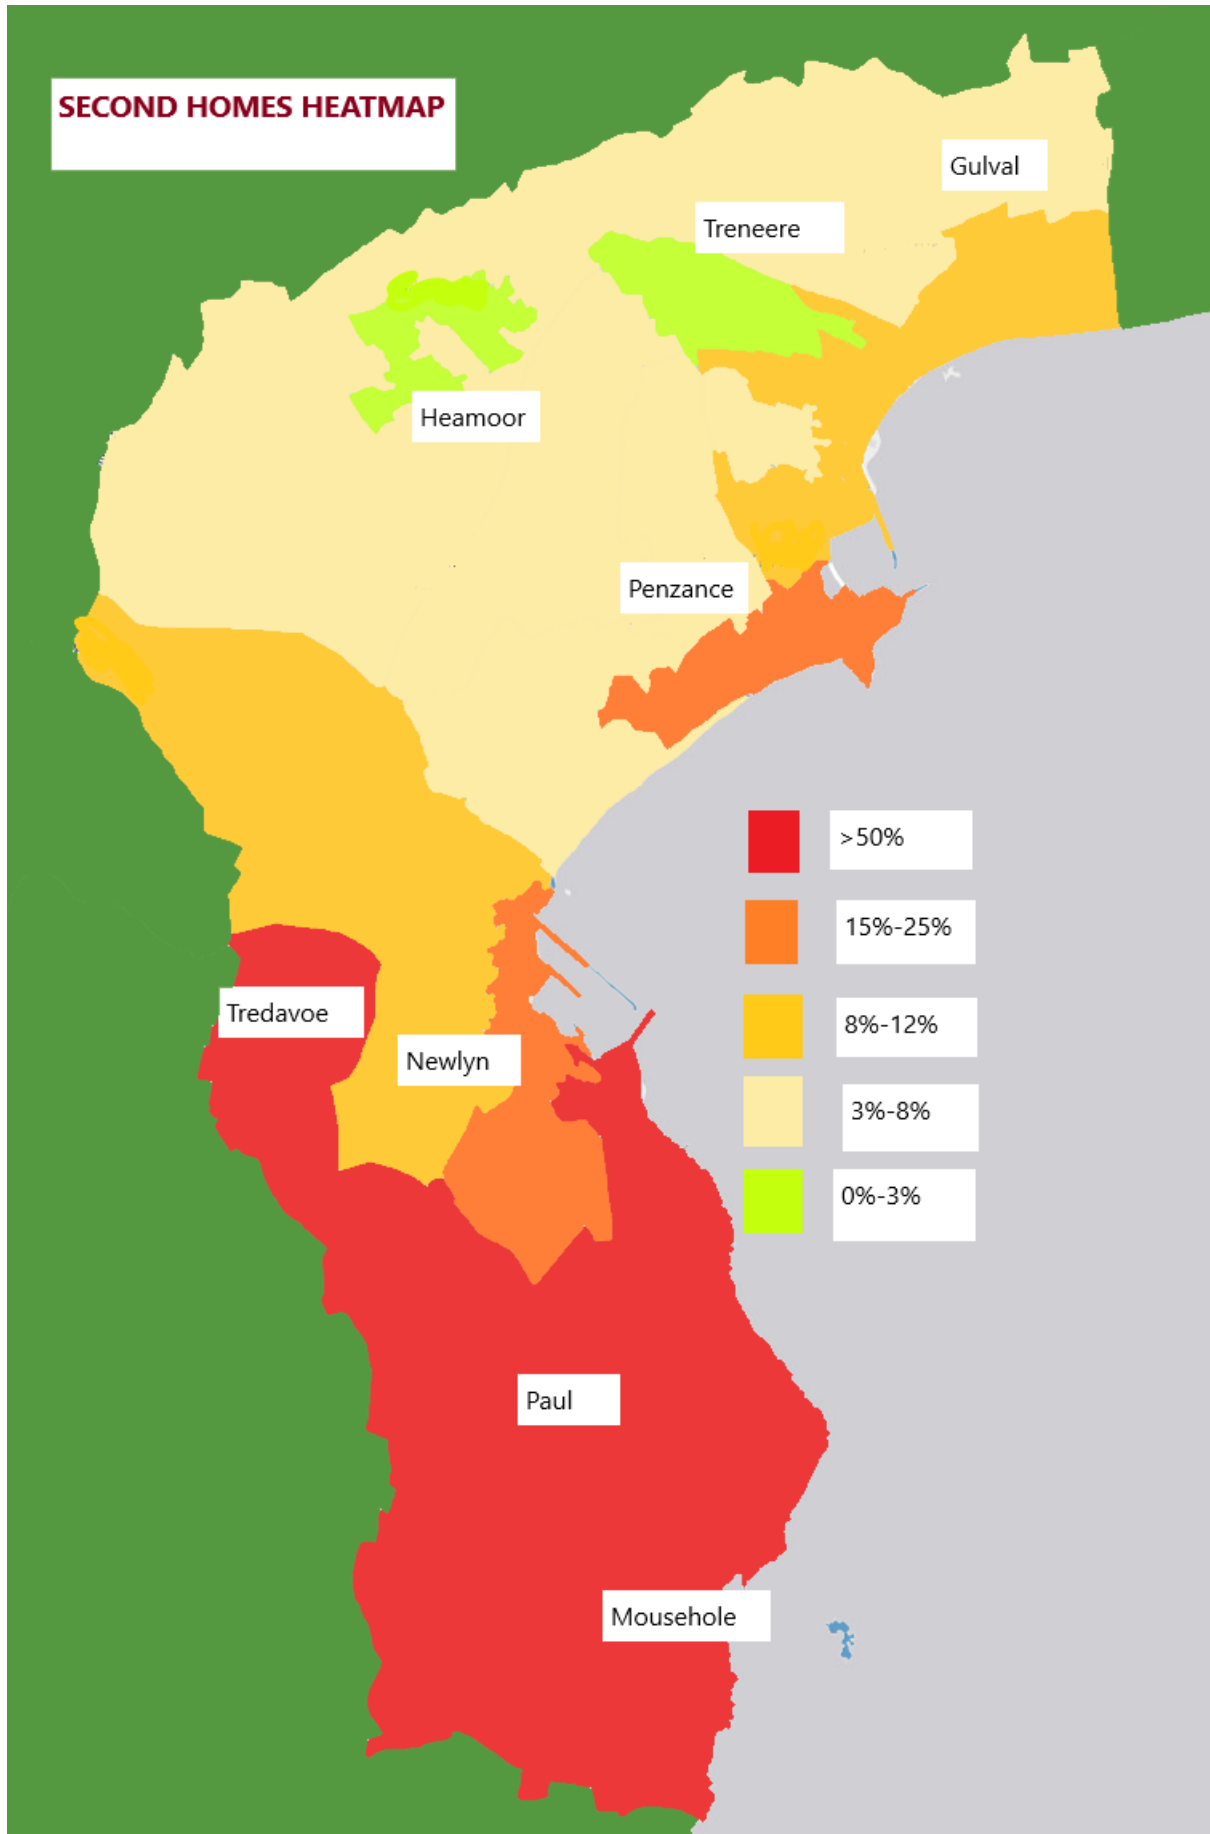 SECOND HOMES HEATMAP
Gulval
Treneere
Heamoor
Penzance
>50%
15%-25%
8%-12%
3%-8%
0%-3%
Tredavoe
Newlyn
Paul
Mousehole